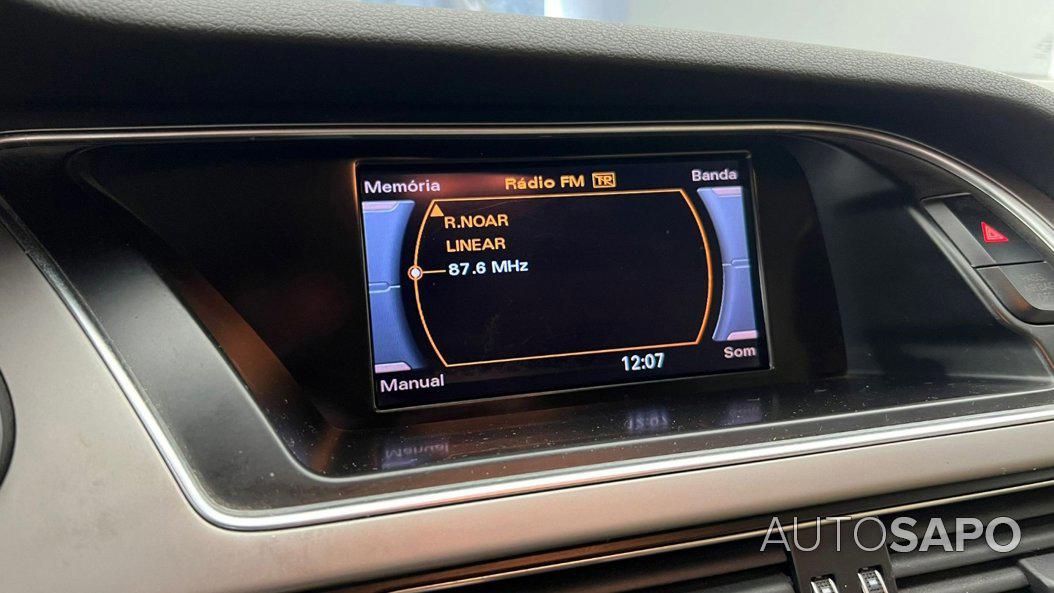 Memória
Rádio FM TP
Banda
R.NOAR
LINEAR
87.6 MHz
Manual
12:07
Som
AUTOSAPO